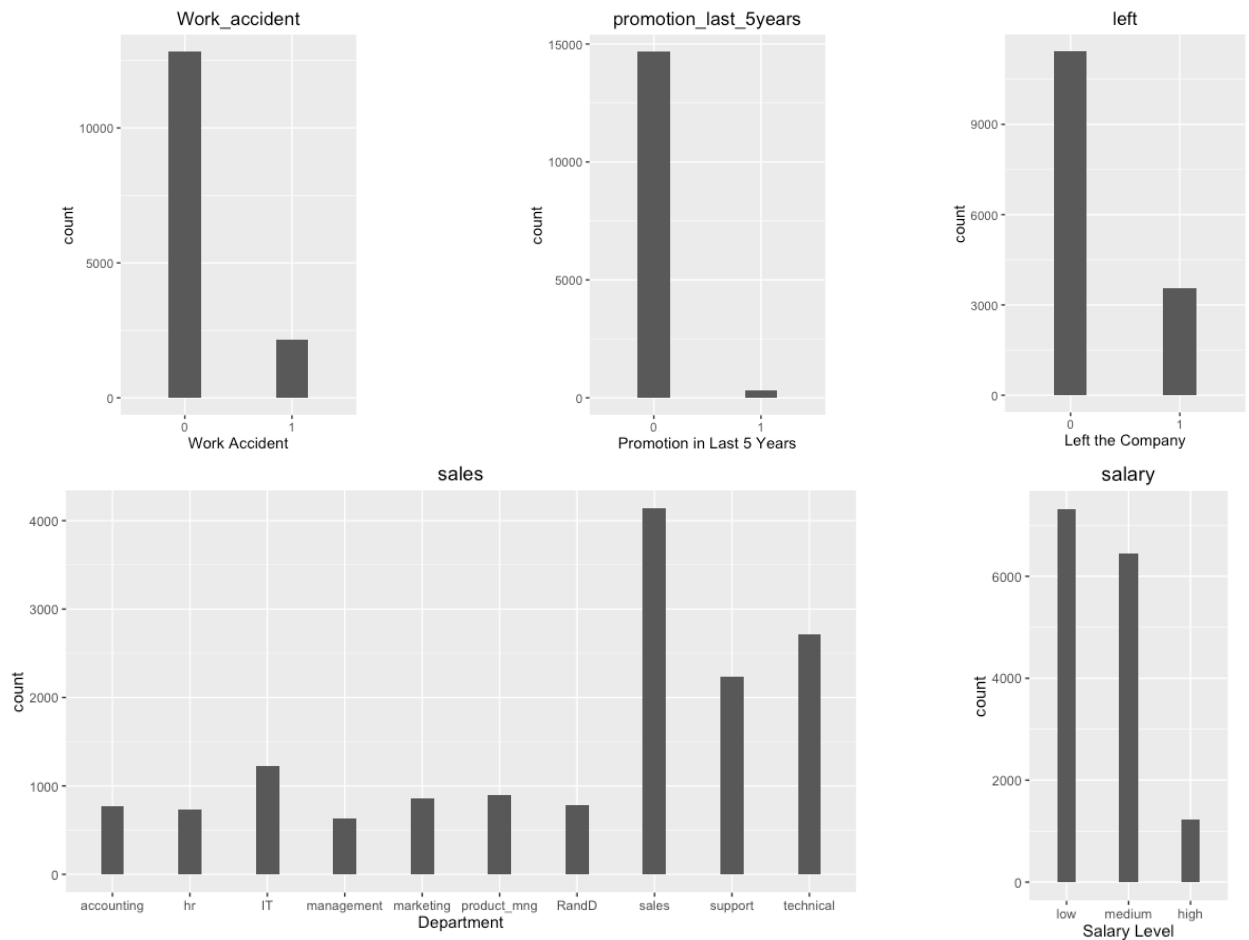 Work_accident
count
10000
5000
0
0 1
Work Accident
promotion_last_5years
count
15000
10000
5000
0
0 1
Promotion in Last 5 Years
left
count
9000
6000
3000
0
0 1
Left the Company
sales
count
4000
3000
2000
1000
0
accounting hr IT management marketing product_mng RandD sales support technical
Department
salary
count
6000
4000
2000
0
low medium high
Salary Level